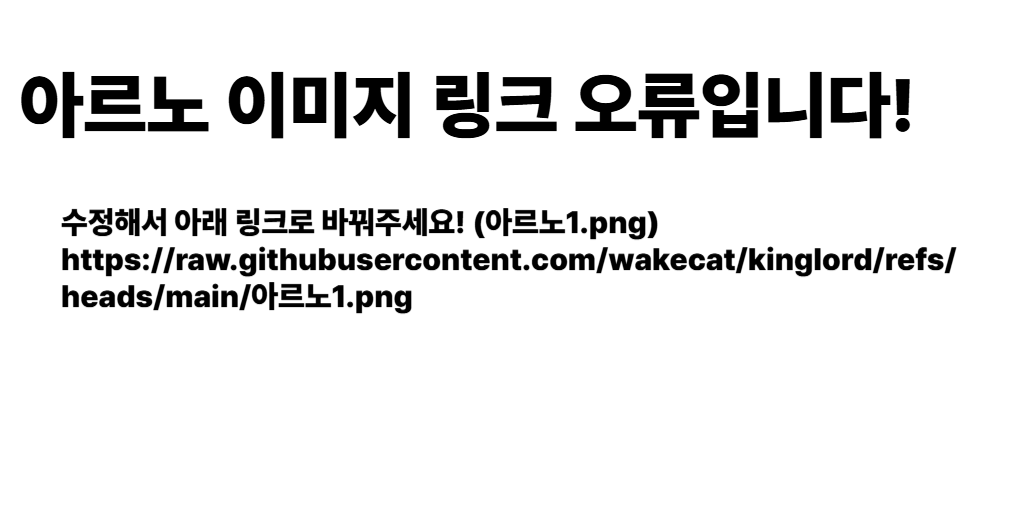 아르노 이미지 링크 오류입니다!
수정해서 아래 링크로 바꿔주세요! (아르노1.png)
https://raw.githubusercontent.com/wakecat/kinglord/refs/
heads/main/아르노1.png